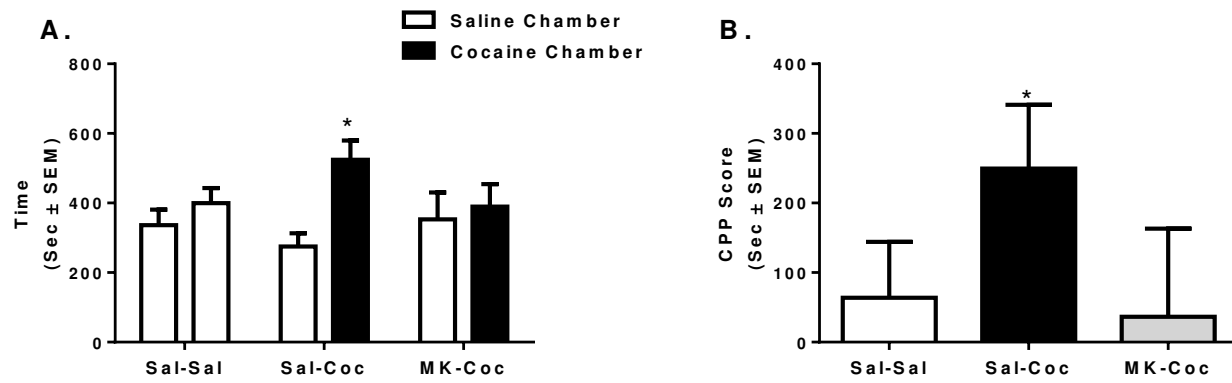 A.
Saline Chamber
Cocaine Chamber
Time
(Sec ± SEM)
800
600
400
200
0
*
Sal-Sal Sal-Coc MK-Coc
B.
CPP Score
(Sec ± SEM)
400
300
200
100
0
*
Sal-Sal Sal-Coc MK-Coc